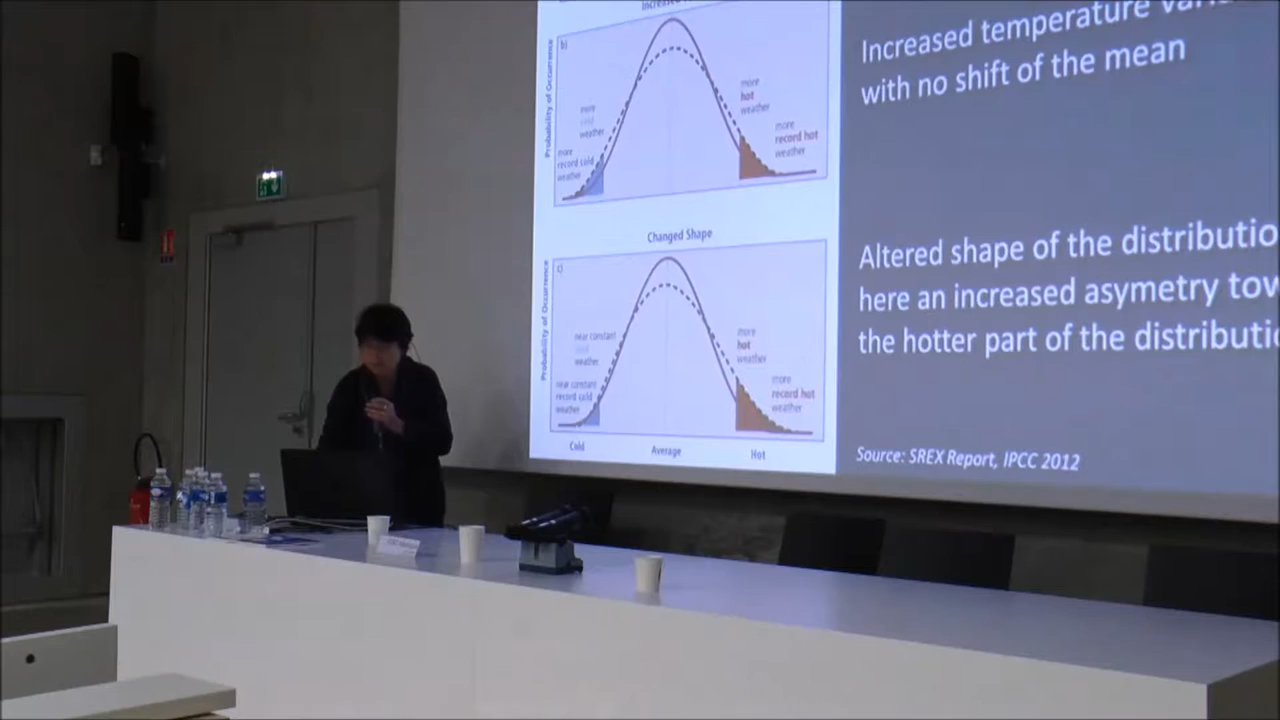 Increased
b)
Probability of Occurrence
more
cold
weather
more
record cold
weather
more
hot
weather
more
record hot
weather
Changed Shape
c)
Probability of Occurrence
near constant
cold
weather
near constant
record cold
weather
more
hot
weather
more
record hot
weather
Cold
Average
Hot
Increased temperature
with no shift of the mean
Altered shape of the distributio
here an increased asymetry tow
the hotter part of the distributi
Source: SREX Report, IPCC 2012